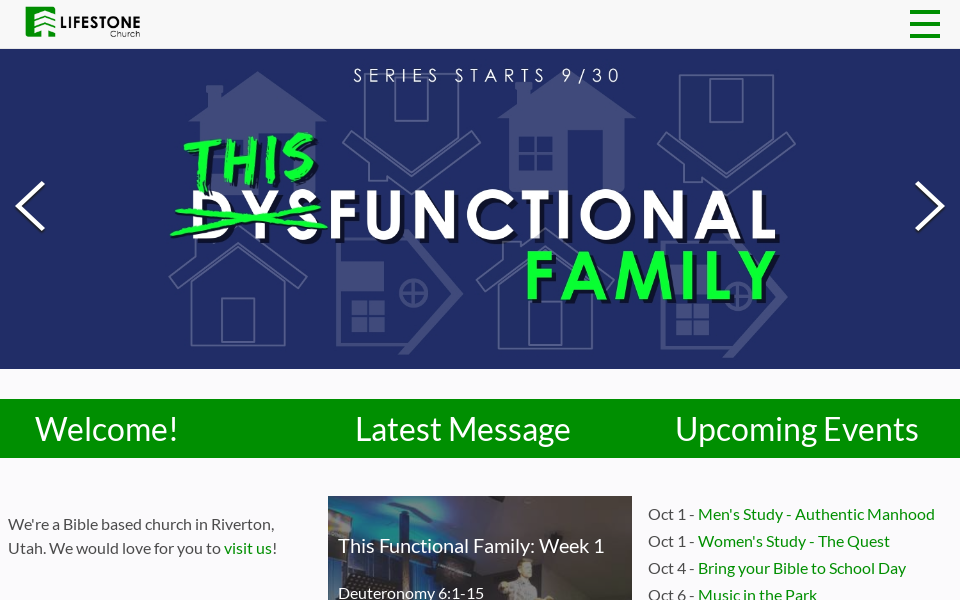 LIFESTONE
Church
SERIES STARTS 9/30
THIS
DYSFUNCTIONAL
FAMILY
Welcome!
Latest Message
Upcoming Events
We're a Bible based church in Riverton,
Utah. We would love for you to visit us!
This Functional Family: Week 1
Deuteronomy 6:1-15
Oct 1 - Men's Study - Authentic Manhood
Oct 1 - Women's Study - The Quest
Oct 4 - Bring your Bible to School Day
Oct 6 - Music in the Park